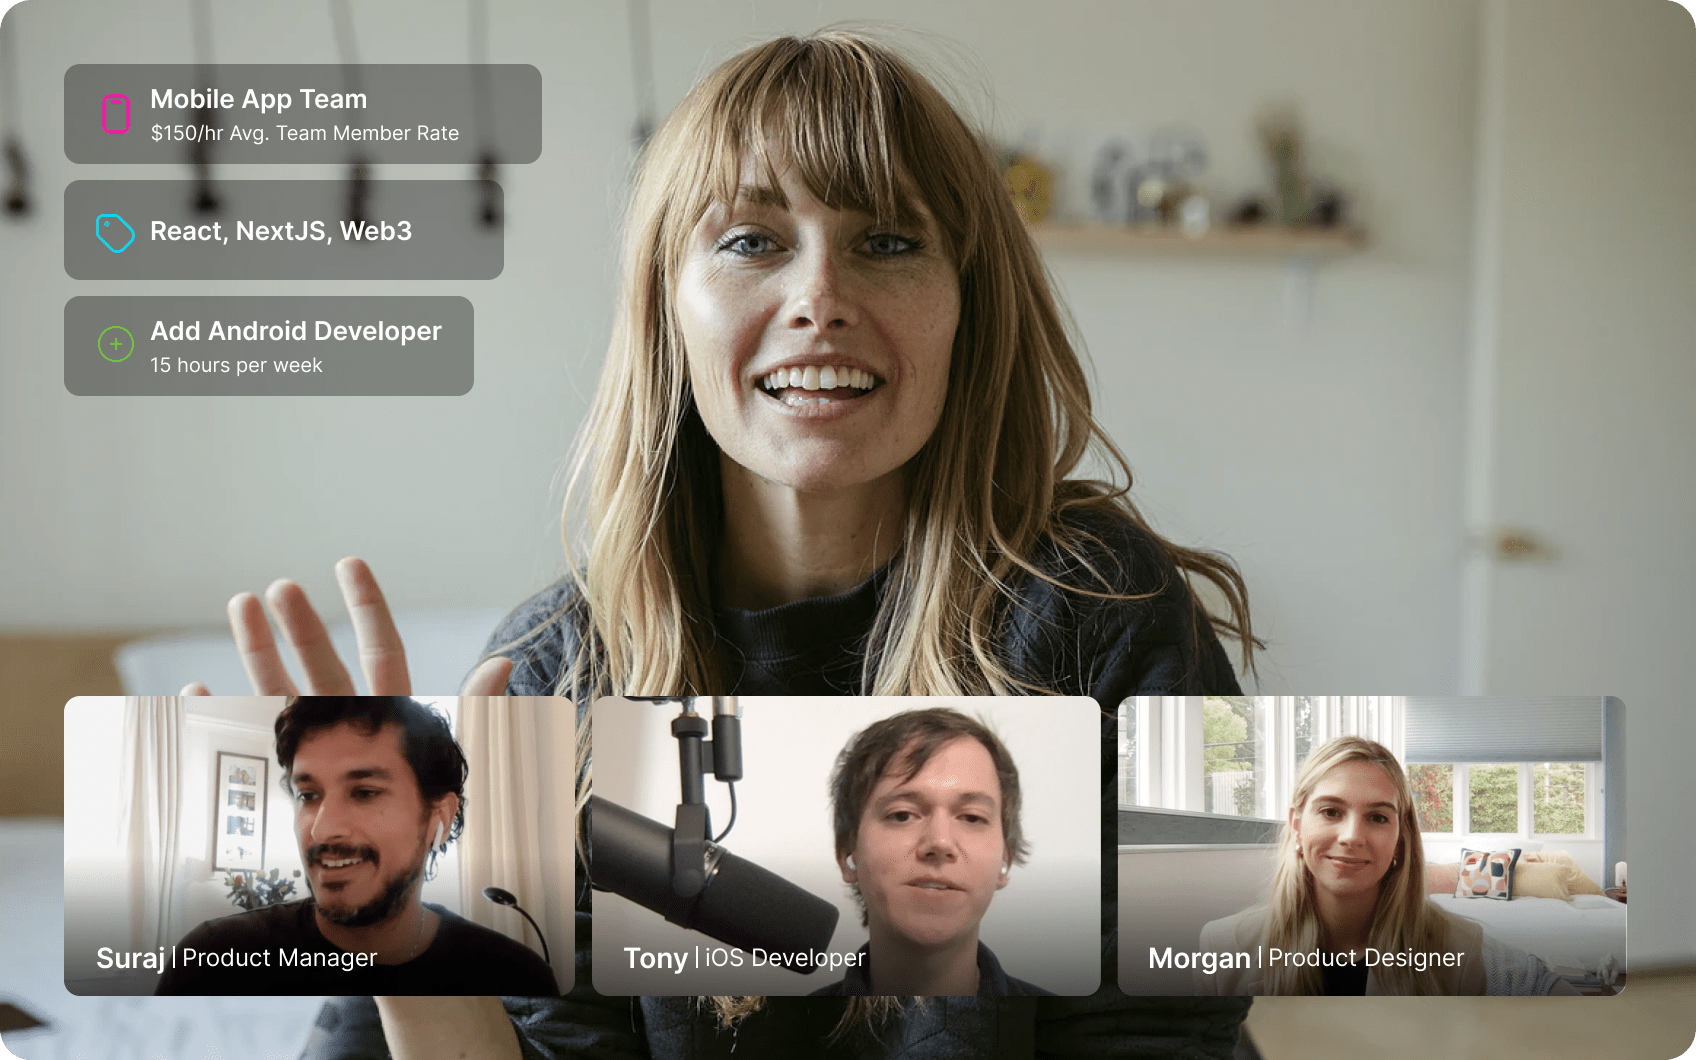 Mobile App Team
$150/hr Avg. Team Member Rate
React, NextJS, Web3
Add Android Developer
15 hours per week
Suraj | Product Manager
Tony | iOS Developer
Morgan | Product Designer